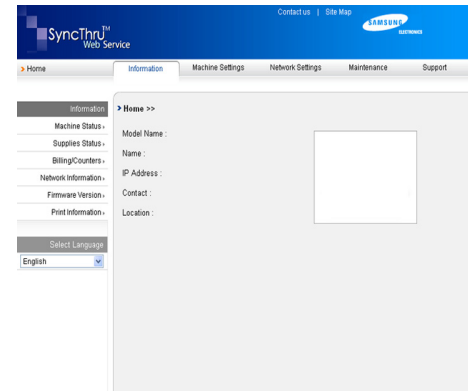 Contact us | Site Map
SAMSUNG
ELECTRONICS
SyncThru™
Web Service
> Home
Information
Machine Settings
Network Settings
Maintenance
Support
Information
Machine Status
Supplies Status
Billing/Counters
Network Information
Firmware Version
Print Information
Select Language
English
Home >>
Model Name :
Name :
IP Address :
Contact :
Location :